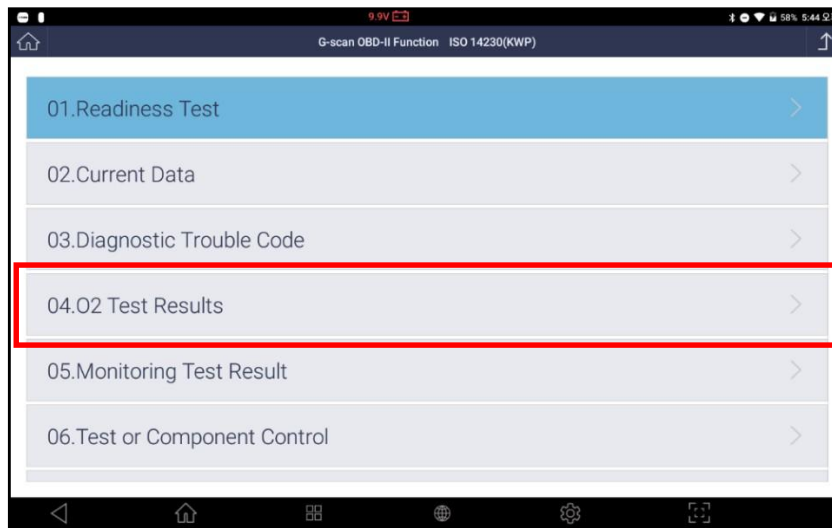 9.9V
58% 5:44
G-scan OBD-II Function ISO 14230(KWP)
01.Readiness Test
02.Current Data
03.Diagnostic Trouble Code
04.O2 Test Results
05.Monitoring Test Result
06.Test or Component Control